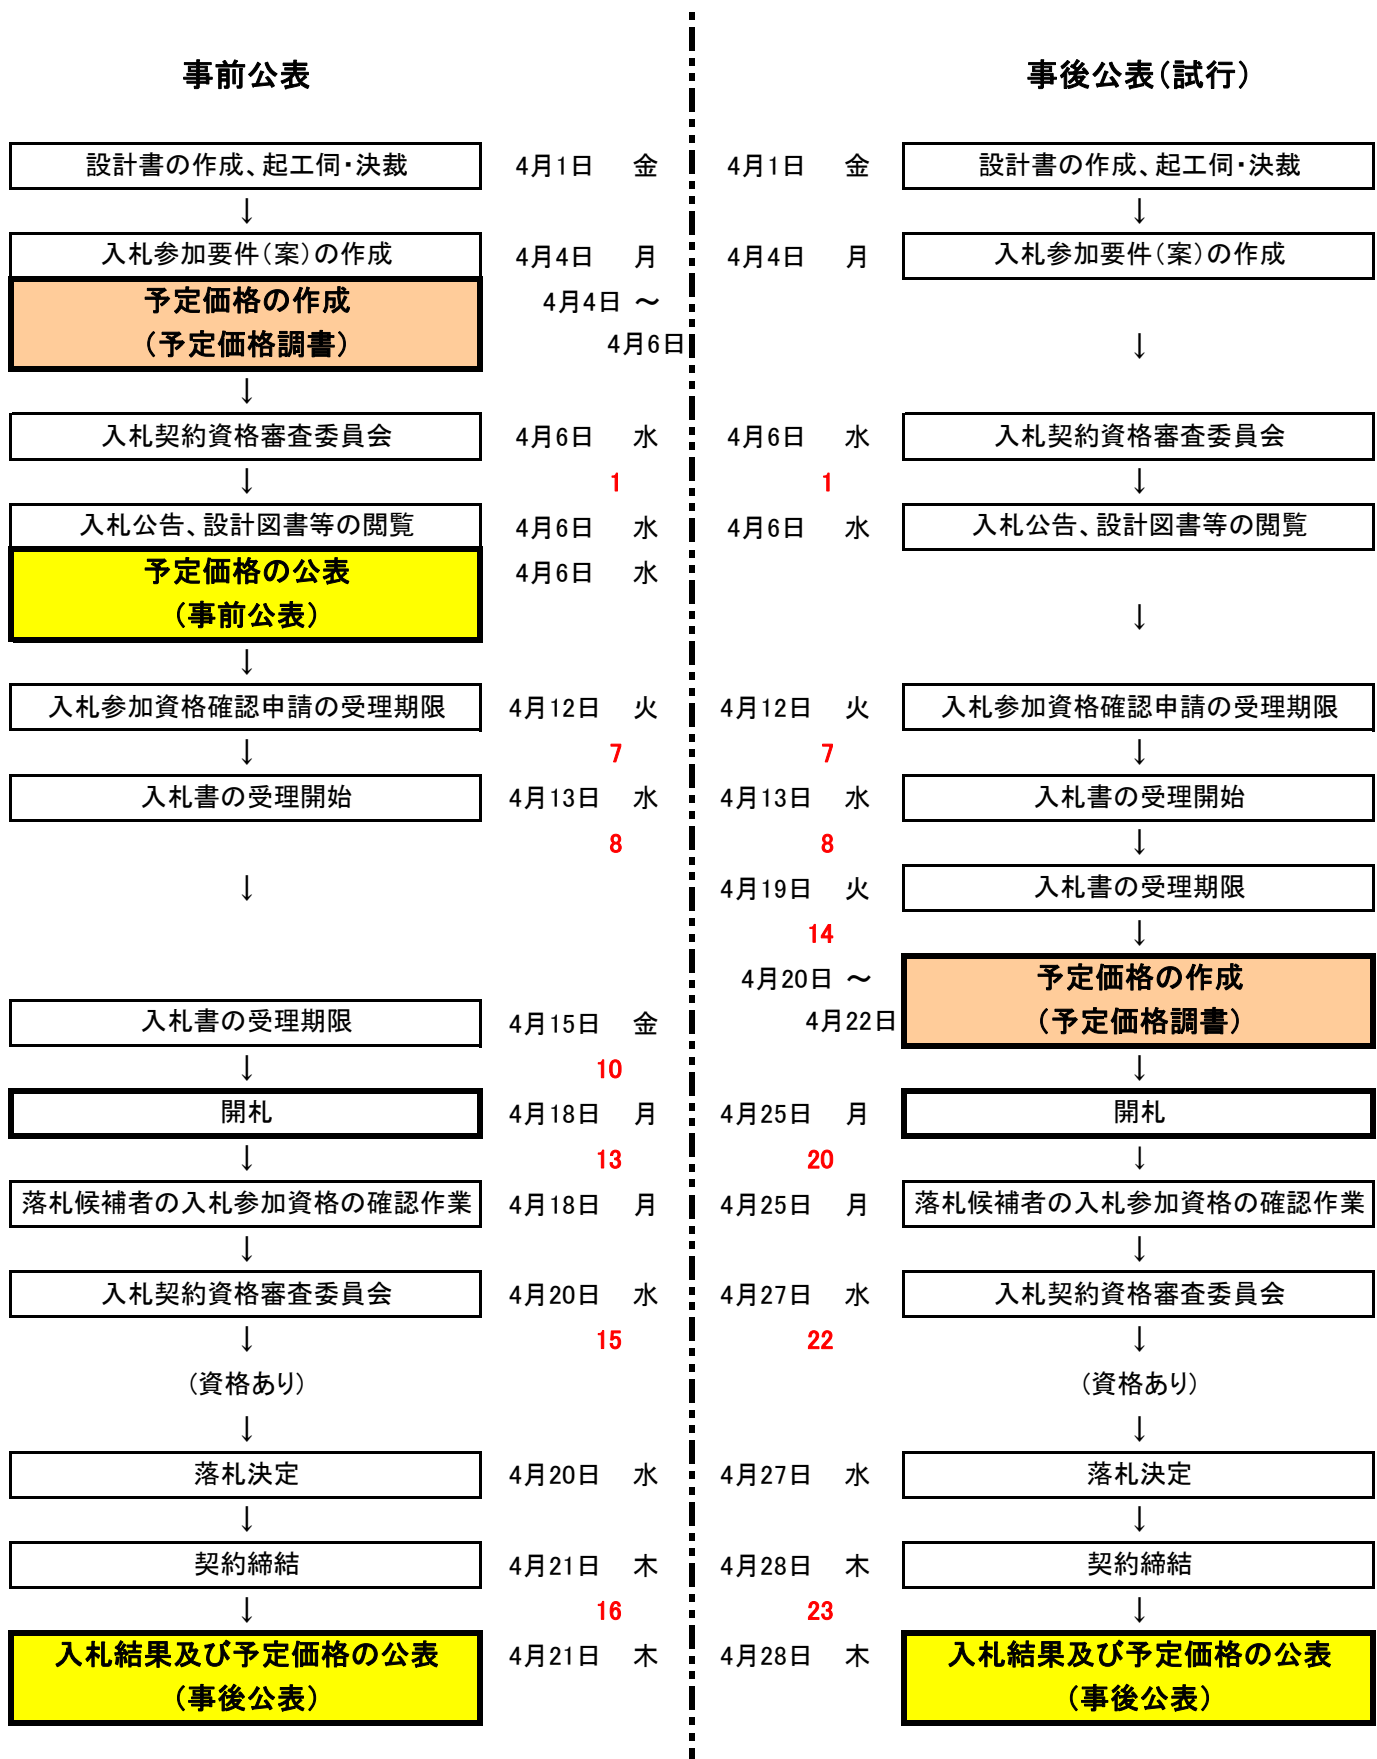 事前公表 事後公表(試行)
設計書の作成、起工伺・決裁 4月1日 金 4月1日 金 設計書の作成、起工伺・決裁
↓ ↓
入札参加要件(案)の作成 4月4日 月 4月4日 月 入札参加要件(案)の作成
予定価格の作成 4月4日 ～
(予定価格調書) 4月6日 ↓
↓
入札契約資格審査委員会 4月6日 水 4月6日 水 入札契約資格審査委員会
↓ 1 1 ↓
入札公告、設計図書等の閲覧 4月6日 水 4月6日 水 入札公告、設計図書等の閲覧
予定価格の公表 4月6日 水
(事前公表) ↓
↓
入札参加資格確認申請の受理期限 4月12日 火 4月12日 火 入札参加資格確認申請の受理期限
↓ 7 7 ↓
入札書の受理開始 4月13日 水 4月13日 水 入札書の受理開始
8 8 ↓
↓ 4月19日 火 入札書の受理期限
14 ↓
4月20日 ～ 予定価格の作成
入札書の受理期限 4月15日 金 4月22日 (予定価格調書)
↓ 10 ↓
開札 4月18日 月 4月25日 月 開札
↓ 13 20 ↓
落札候補者の入札参加資格の確認作業 4月18日 月 4月25日 月 落札候補者の入札参加資格の確認作業
↓ ↓
入札契約資格審査委員会 4月20日 水 4月27日 水 入札契約資格審査委員会
↓ 15 22 ↓
(資格あり) (資格あり)
↓ ↓
落札決定 4月20日 水 4月27日 水 落札決定
↓ ↓
契約締結 4月21日 木 4月28日 木 契約締結
↓ 16 23 ↓
入札結果及び予定価格の公表 4月21日 木 4月28日 木 入札結果及び予定価格の公表
(事後公表) (事後公表)